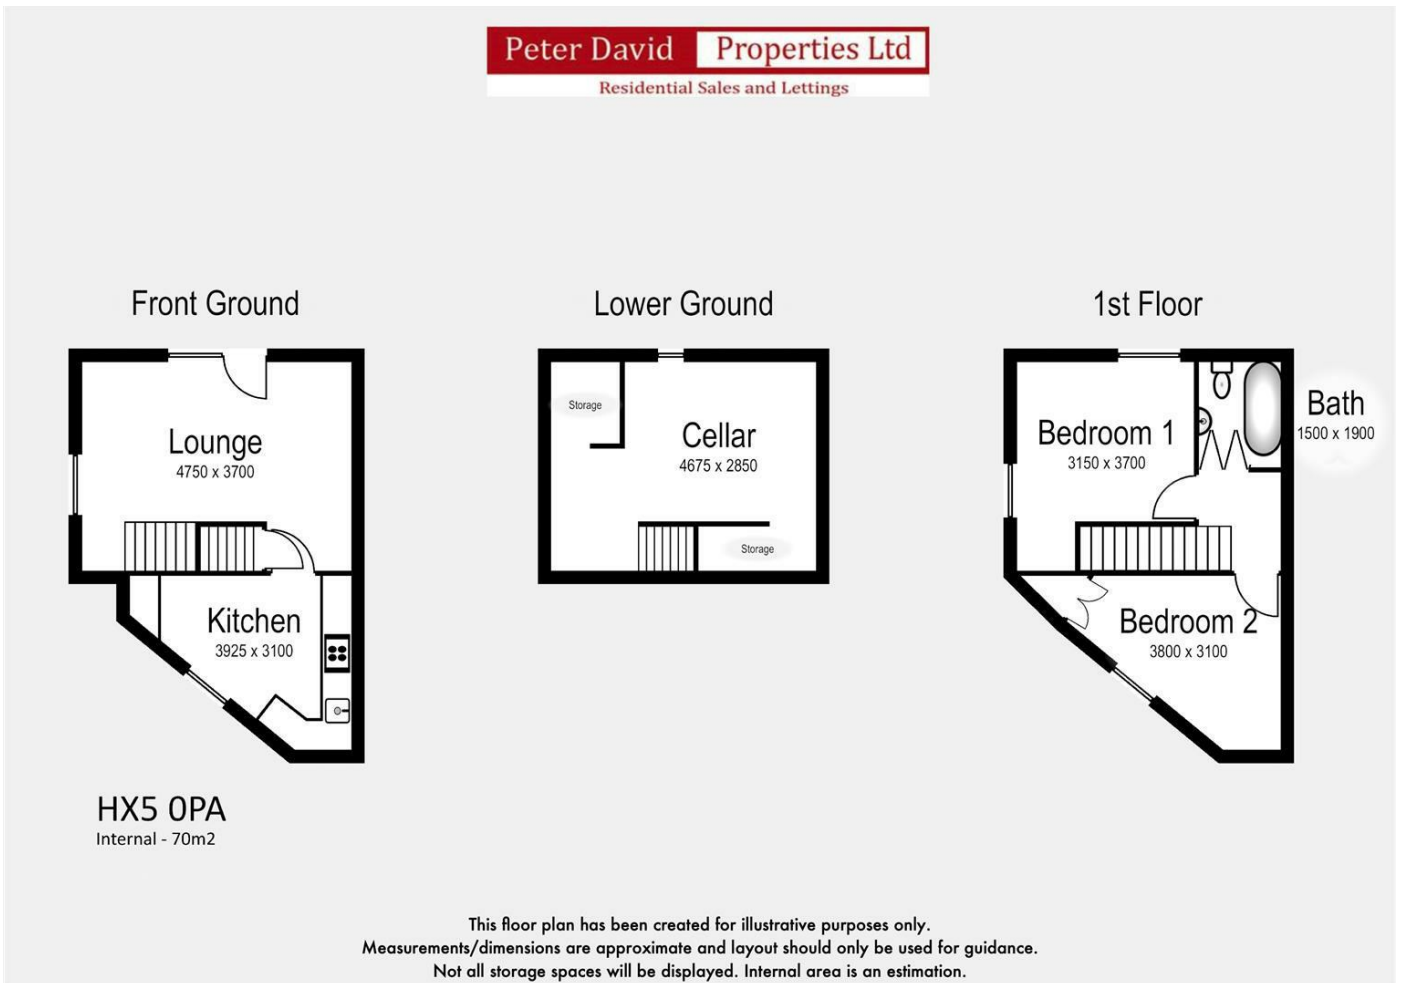 Peter David Properties Ltd
Residential Sales and Lettings
Front Ground
Lower Ground
1st Floor
Lounge
4750 x 3700
Kitchen
3925 x 3100
Storage
Cellar
4675 x 2850
Storage
Bedroom 1
3150 x 3700
Bath
1500 x 1900
Bedroom 2
3800 x 3100
HX5 0PA
Internal - 70m2
This floor plan has been created for illustrative purposes only.
Measurements/dimensions are approximate and layout should only be used for guidance.
Not all storage spaces will be displayed. Internal area is an estimation.